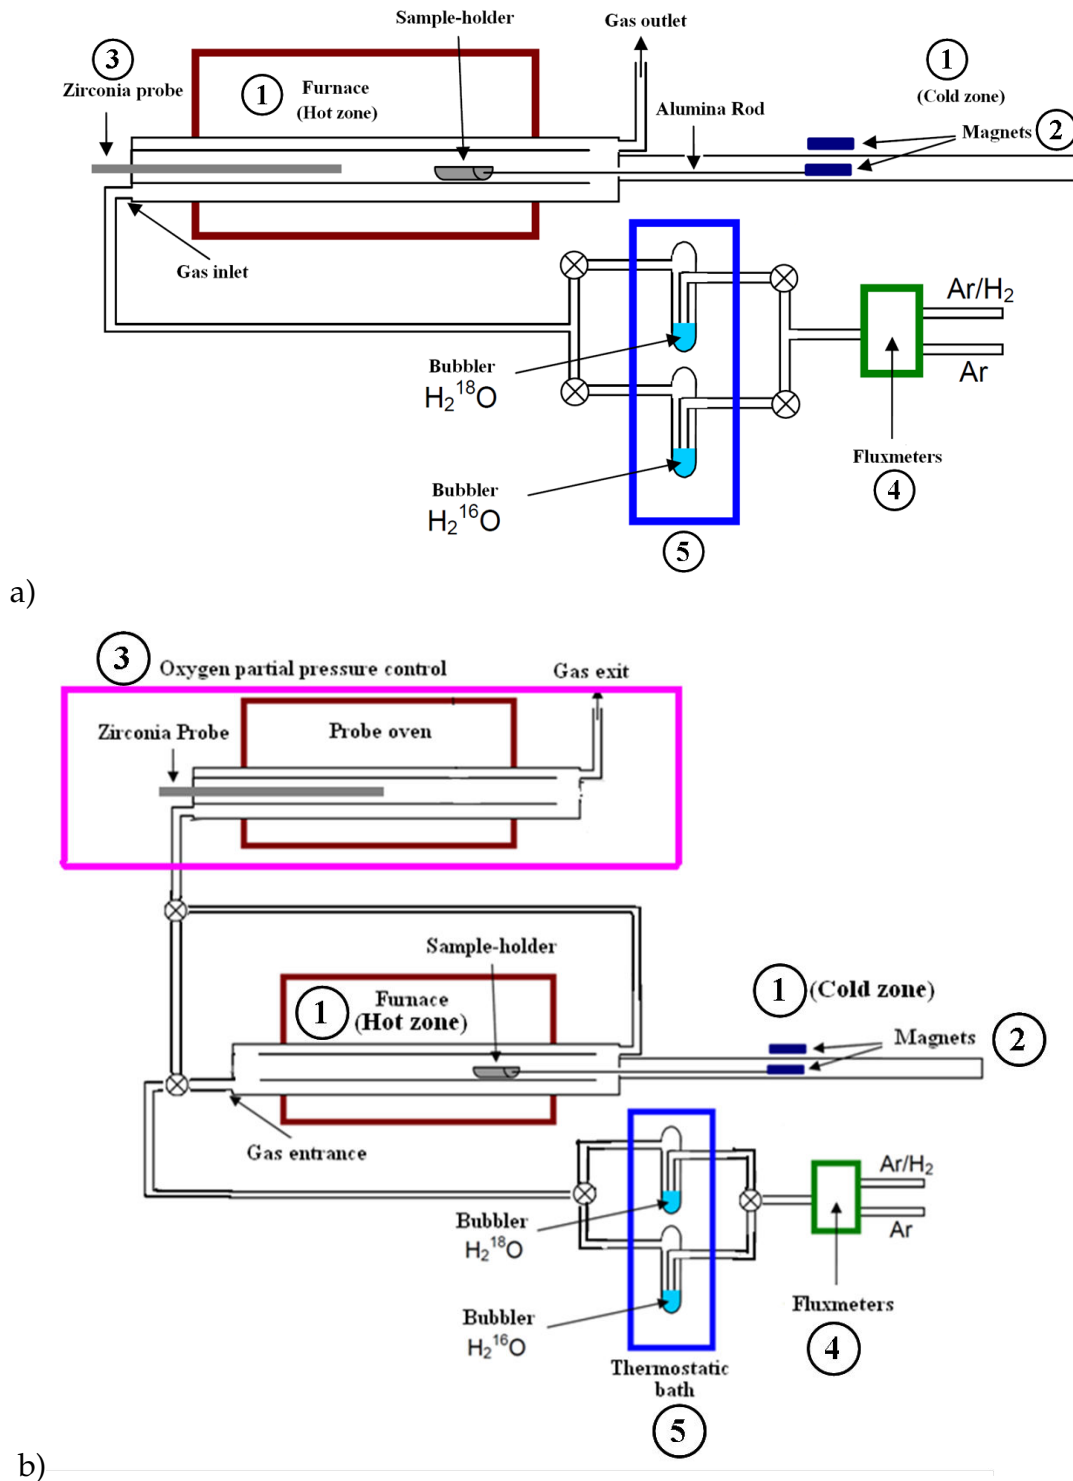 Sample-holder
Gas outlet
3
Zirconia probe
1
Furnace
(Hot zone)
1
(Cold zone)
Alumina Rod
Magnets
2
Gas inlet
Ar/H2
Bubbler
H2 18O
Ar
Bubbler
H2 16O
Fluxmeters
4
5
a)
3
Oxygen partial pressure control
Gas exit
Zirconia Probe
Probe oven
Sample-holder
1
Furnace
(Hot zone)
1
(Cold zone)
Magnets
2
Gas entrance
Ar/H2
Bubbler
H2 18O
Ar
Bubbler
H2 16O
Fluxmeters
4
Thermostatic
bath
5
b)